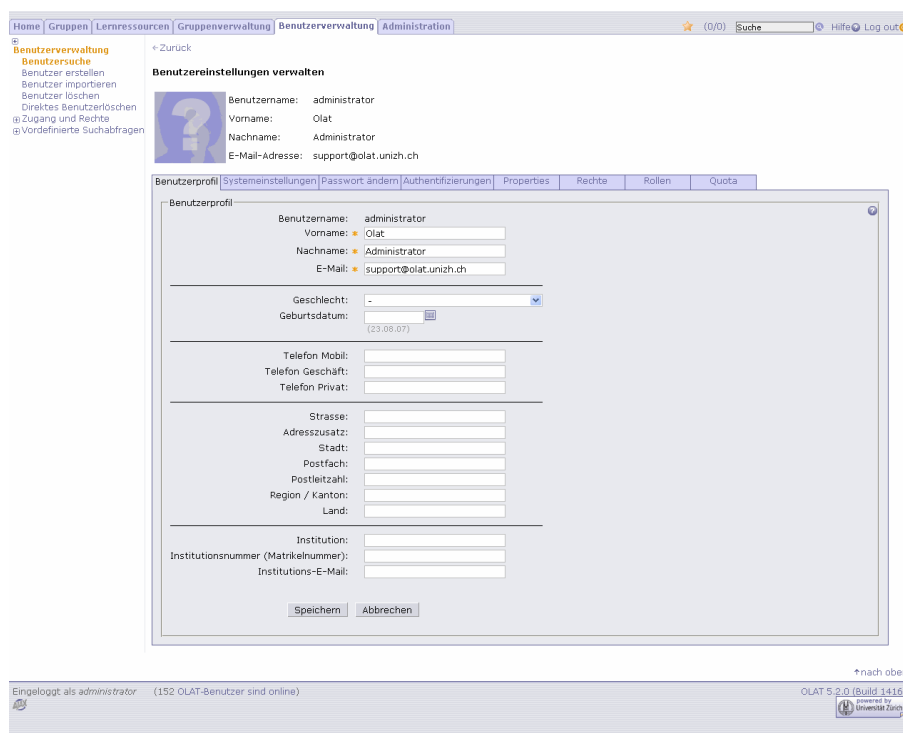 Home Gruppen Lernressourcen Gruppenverwaltung Benutzerverwaltung Administration (0/0) Suche Hilfe Log out
Benutzerverwaltung
Benutzersuche
Benutzer erstellen
Benutzer importieren
Benutzer löschen
Direktes Benutzerlöschen
Zugang und Rechte
Vordefinierte Suchabfragen
←Zurück
Benutzereinstellungen verwalten
Benutzername: administrator
Vorname: Olat
Nachname: Administrator
E-Mail-Adresse: support@olat.unizh.ch
Benutzerprofil Systemeinstellungen Passwort ändern Authentifizierungen Properties Rechte Rollen Quota
Benutzerprofil
Benutzername: administrator
Vorname: * Olat
Nachname: * Administrator
E-Mail: * support@olat.unizh.ch
Geschlecht: -
Geburtsdatum:
(23.08.07)
Telefon Mobil:
Telefon Geschäft:
Telefon Privat:
Strasse:
Adresszusatz:
Stadt:
Postfach:
Postleitzahl:
Region / Kanton:
Land:
Institution:
Institutionsnummer (Matrikelnummer):
Institutions-E-Mail:
Speichern Abbrechen
↑nach obe
Eingeloggt als administrator (152 OLAT-Benutzer sind online) OLAT 5.2.0 (Build 1416
powered by
Universität Zürich